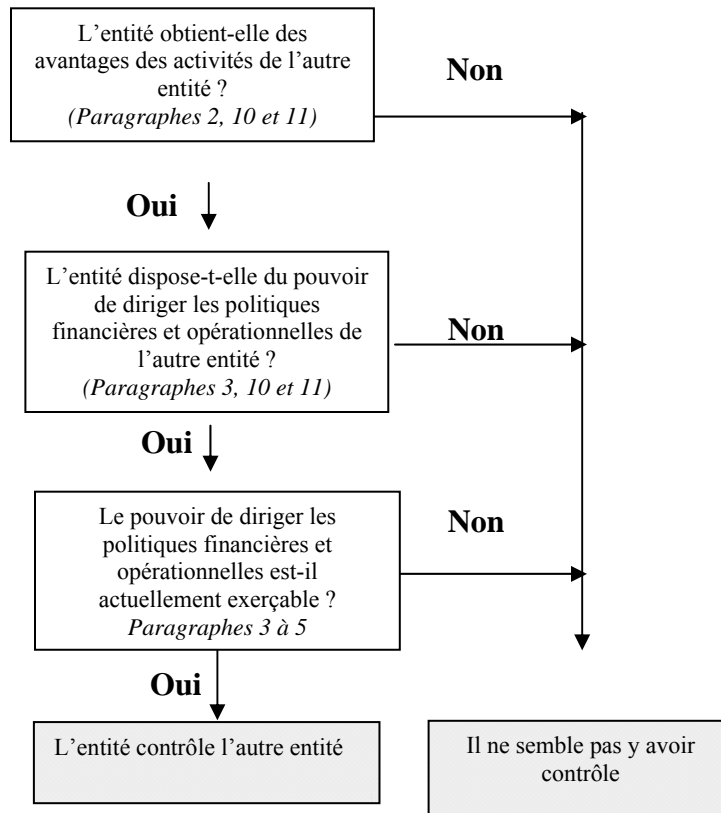 L’entité obtient-elle des
avantages des activités de l’autre
entité ?
(Paragraphes 2, 10 et 11)
Non
Oui
L’entité dispose-t-elle du pouvoir
de diriger les politiques
financières et opérationnelles de
l’autre entité ?
(Paragraphes 3, 10 et 11)
Non
Oui
Le pouvoir de diriger les
politiques financières et
opérationnelles est-il
actuellement exerçable ?
Paragraphes 3 à 5
Non
Oui
L’entité contrôle l’autre entité
Il ne semble pas y avoir
contrôle